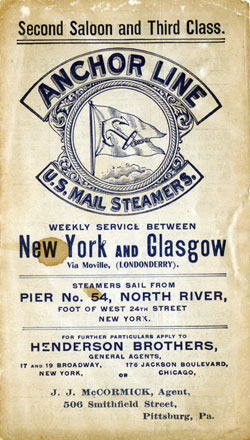 Second Saloon and Third Class.
ANCHOR LINE
U.S. MAIL STEAMERS.
WEEKLY SERVICE BETWEEN
New York AND Glasgow
Via Moville, (LONDONDERRY).
STEAMERS SAIL FROM
PIER No. 54, NORTH RIVER,
FOOT OF WEST 24TH STREET
NEW YORK.
FOR FURTHER PARTICULARS APPLY TO
HENDERSON BROTHERS,
GENERAL AGENTS,
17 AND 19 BROADWAY, 176 JACKSON BOULEVARD,
NEW YORK, OR CHICAGO,
J. J. McCORMICK, Agent,
506 Smithfield Street,
Pittsburg, Pa.